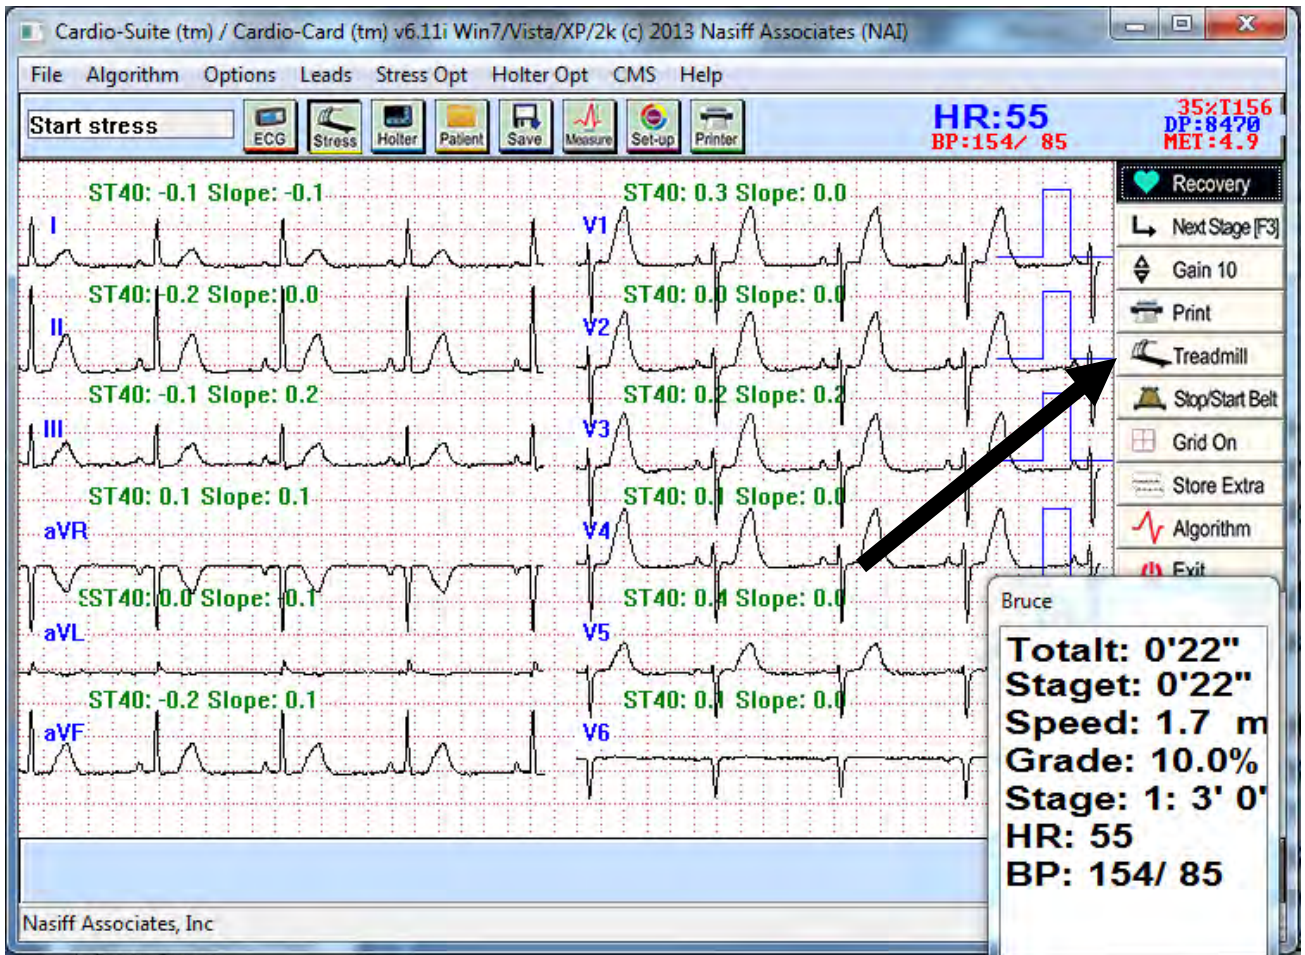 Cardio-Suite (tm) / Cardio-Card (tm) v6.11i Win7/Vista/XP/2k (c) 2013 Nasiff Associates (NAI)
File Algorithm Options Leads Stress Opt Holter Opt CMS Help
Start stress
ECG Stress Holter Patient Save Measure Set-up Printer
HR:55
BP:154/ 85
35%T156
DP:8470
MET:4.9
ST40: -0.1 Slope: -0.1
I
ST40: -0.2 Slope: 0.0
II
ST40: -0.1 Slope: 0.2
III
ST40: 0.1 Slope: 0.1
aVR
ST40: 0.0 Slope: -0.1
aVL
ST40: -0.2 Slope: 0.1
aVF
ST40: 0.3 Slope: 0.0
V1
ST40: 0.0 Slope: 0.0
V2
ST40: 0.2 Slope: 0.2
V3
ST40: 0.1 Slope: 0.0
V4
ST40: 0.4 Slope: 0.0
V5
ST40: 0.1 Slope: 0.0
V6
Recovery
Next Stage [F3]
Gain 10
Print
Treadmill
Stop/Start Belt
Grid On
Store Extra
Algorithm
Exit
Bruce
Totalt: 0'22"
Staget: 0'22"
Speed: 1.7 m
Grade: 10.0%
Stage: 1: 3' 0'
HR: 55
BP: 154/ 85
Nasiff Associates, Inc